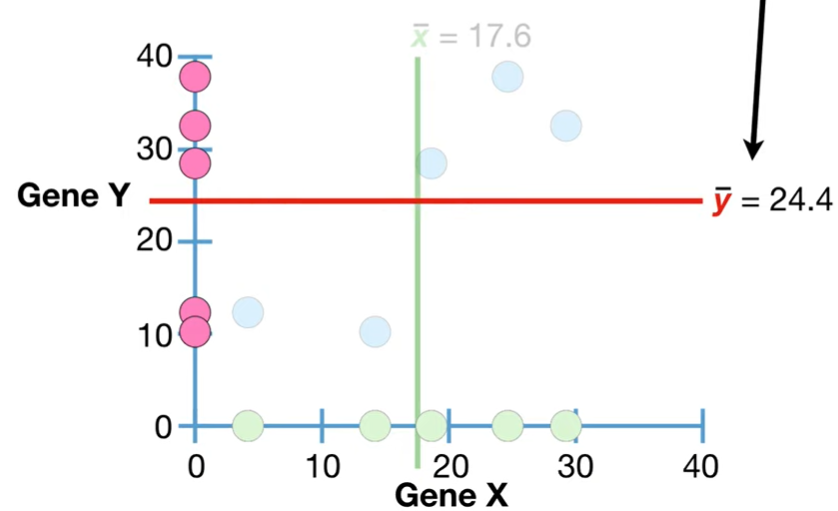 x̄ = 17.6
40
30
Gene Y
ȳ = 24.4
20
10
0
0 10 20 30 40
Gene X